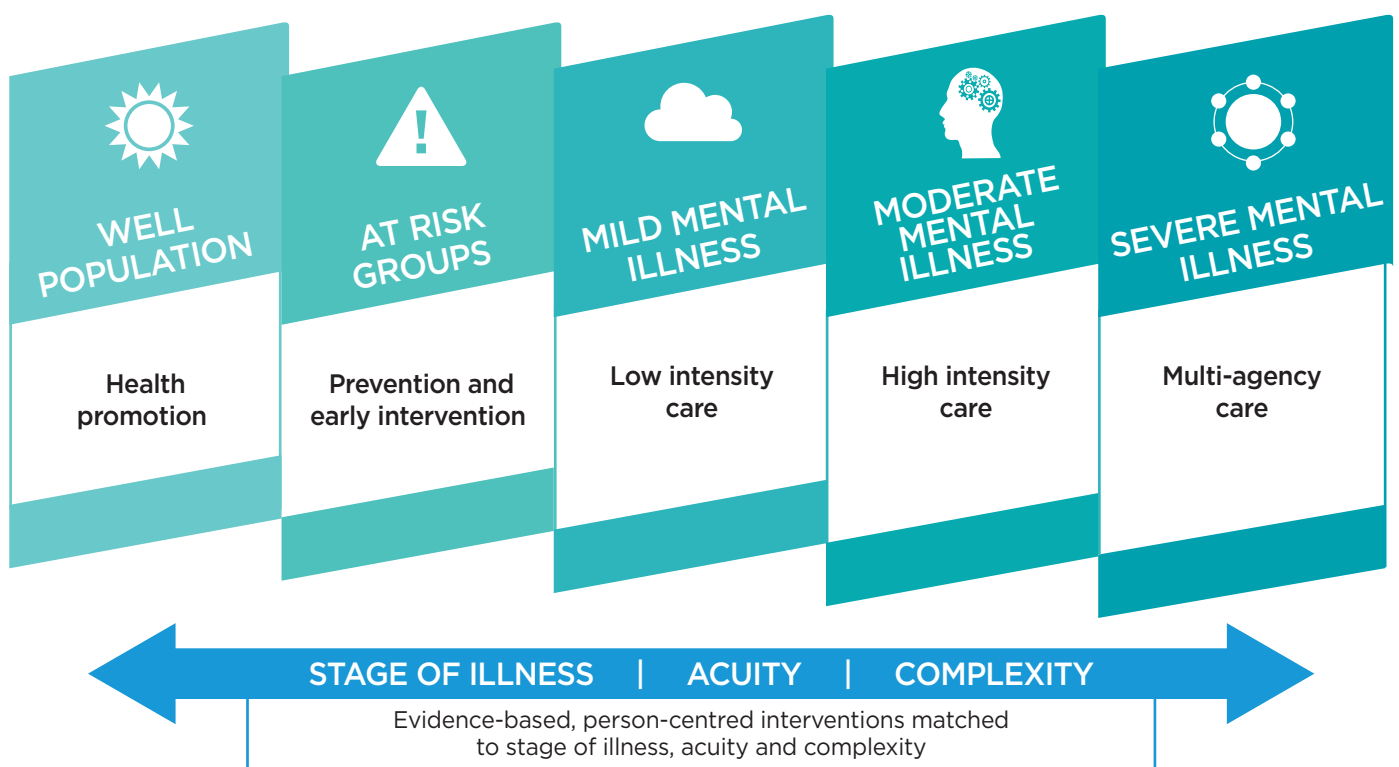 WELL
POPULATION
Health
promotion
AT RISK
GROUPS
Prevention and
early intervention
MILD MENTAL
ILLNESS
Low intensity
care
MODERATE
MENTAL
ILLNESS
High intensity
care
SEVERE MENTAL
ILLNESS
Multi-agency
care
STAGE OF ILLNESS | ACUITY | COMPLEXITY
Evidence-based, person-centred interventions matched
to stage of illness, acuity and complexity